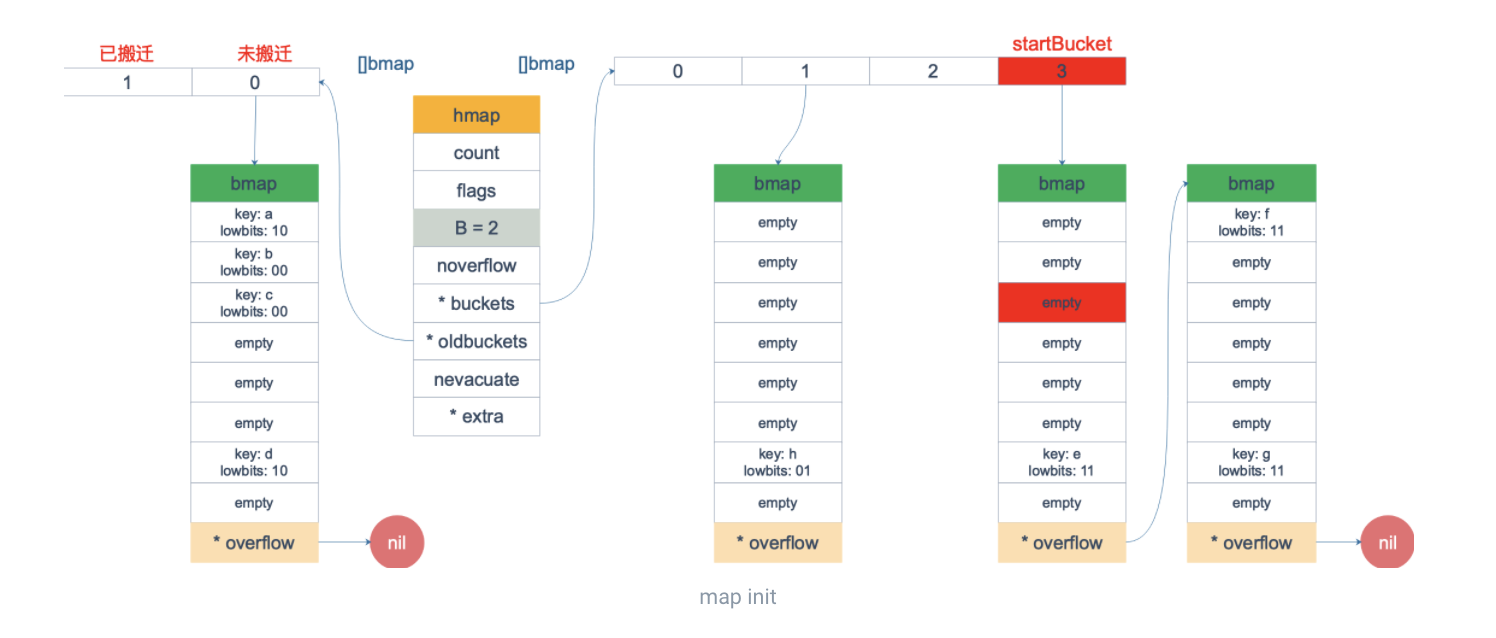 已搬迁
未搬迁
1
0
[]bmap
[]bmap
startBucket
0
1
2
3
hmap
count
flags
B = 2
noverflow
* buckets
* oldbuckets
nevacuate
* extra
bmap
key: a
lowbits: 10
key: b
lowbits: 00
key: c
lowbits: 00
empty
empty
empty
key: d
lowbits: 10
empty
* overflow
nil
bmap
empty
empty
empty
empty
empty
empty
key: h
lowbits: 01
empty
* overflow
bmap
empty
empty
empty
empty
empty
empty
key: e
lowbits: 11
empty
* overflow
bmap
key: f
lowbits: 11
empty
empty
empty
empty
empty
key: g
lowbits: 11
empty
* overflow
nil
map init